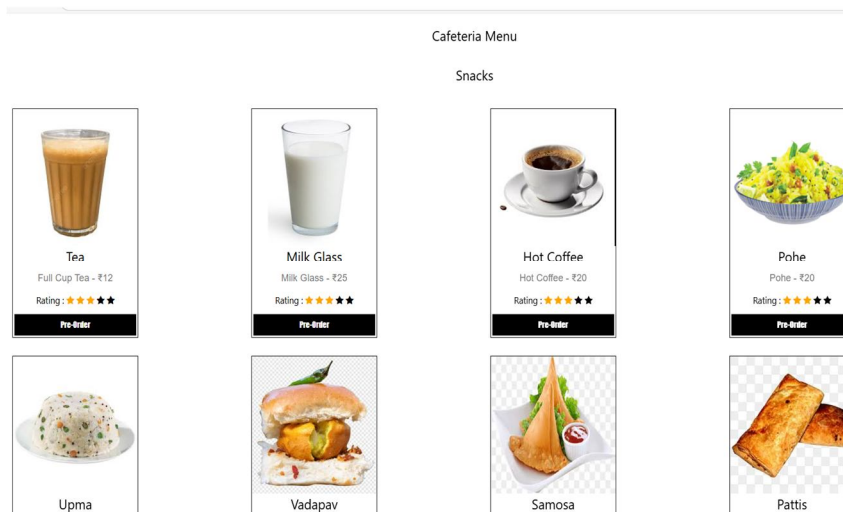 Cafeteria Menu
Snacks
Tea
Full Cup Tea - ₹12
Rating :
Pre-Order
Milk Glass
Milk Glass - ₹25
Rating :
Pre-Order
Hot Coffee
Hot Coffee - ₹20
Rating :
Pre-Order
Pohe
Pohe - ₹20
Rating :
Pre-Order
Upma
Vadapav
Samosa
Pattis